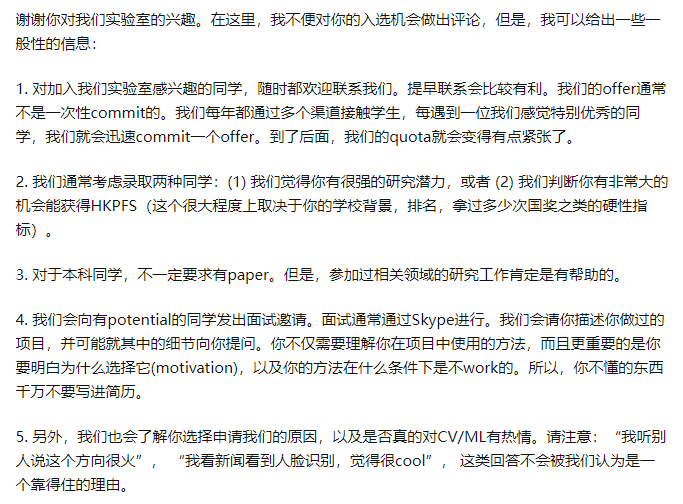 谢谢你对我们实验室的兴趣。在这里，我不便对你的入选机会做出评论，但是，我可以给出一些一
般性的信息：
1. 对加入我们实验室感兴趣的同学，随时都欢迎联系我们。提早联系会比较有利。我们的offer通常
不是一次性commit的。我们每年都通过多个渠道接触学生，每遇到一位我们感觉特别优秀的同
学，我们就会迅速commit一个offer。到了后面，我们的quota就会变得有点紧张了。
2. 我们通常考虑录取两种同学：(1) 我们觉得你有很强的研究潜力，或者 (2) 我们判断你有非常大的
机会能获得HKPFS（这个很大程度上取决于你的学校背景，排名，拿过多少次国奖之类的硬性指
标）。
3. 对于本科同学，不一定要求有paper。但是，参加过相关领域的研究工作肯定是有帮助的。
4. 我们会向有potential的同学发出面试邀请。面试通常通过Skype进行。我们会请你描述你做过的
项目，并可能就其中的细节向你提问。你不仅需要理解你在项目中使用的方法，而且更重要的是你
要明白为什么选择它(motivation)，以及你的方法在什么条件下是不work的。所以，你不懂的东西
千万不要写进简历。
5. 另外，我们也会了解你选择申请我们的原因，以及是否真的对CV/ML有热情。请注意：“我听别
人说这个方向很火”， “我看新闻看到人脸识别，觉得很cool”， 这类回答不会被我们认为是一
个靠得住的理由。